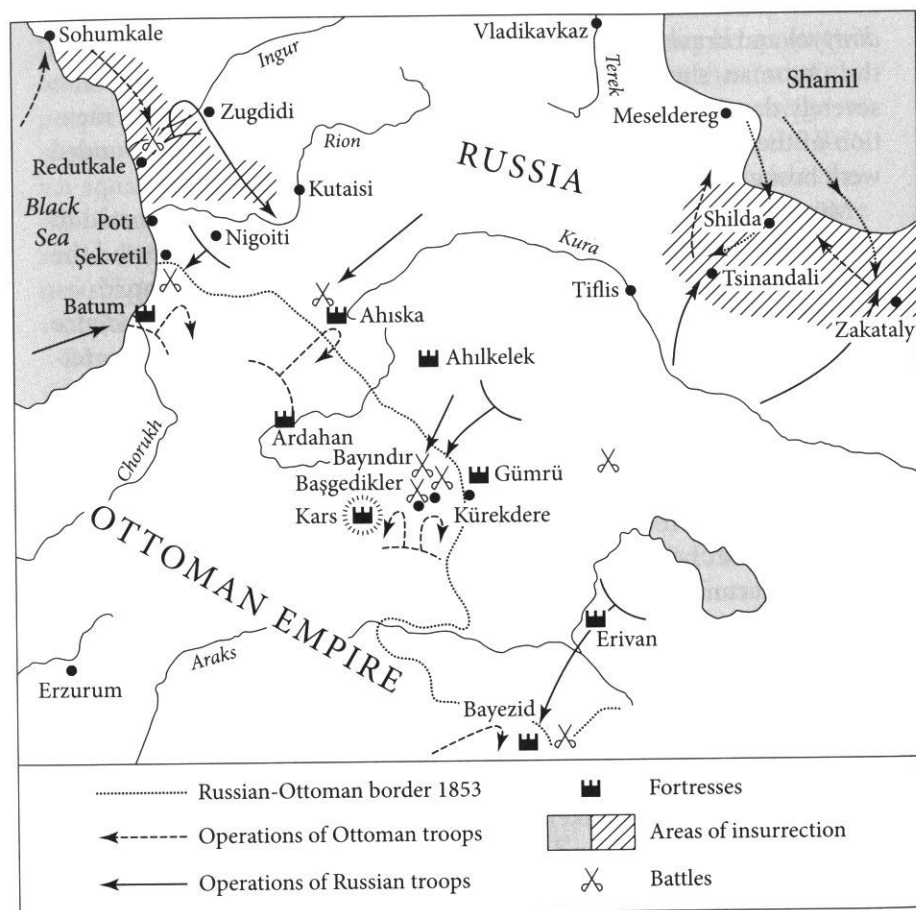 Sohumkale
Ingur
Vladikavkaz
Terek
Shamil
Zugdidi
Meseldereg
Rion
Redutkale
RUSSIA
Kutaisi
Black
Sea
Poti
Nigoiti
Shilda
Şekvetil
Kura
Tsinandali
Tiflis
Batum
Ahıska
Zakataly
Ahılkelek
Chorukh
Ardahan
Bayındır
Başgedikler
Gümrü
Kars
Kürekdere
OTTOMAN EMPIRE
Erivan
Araks
Erzurum
Bayezid
Russian-Ottoman border 1853
Fortresses
Operations of Ottoman troops
Areas of insurrection
Operations of Russian troops
Battles